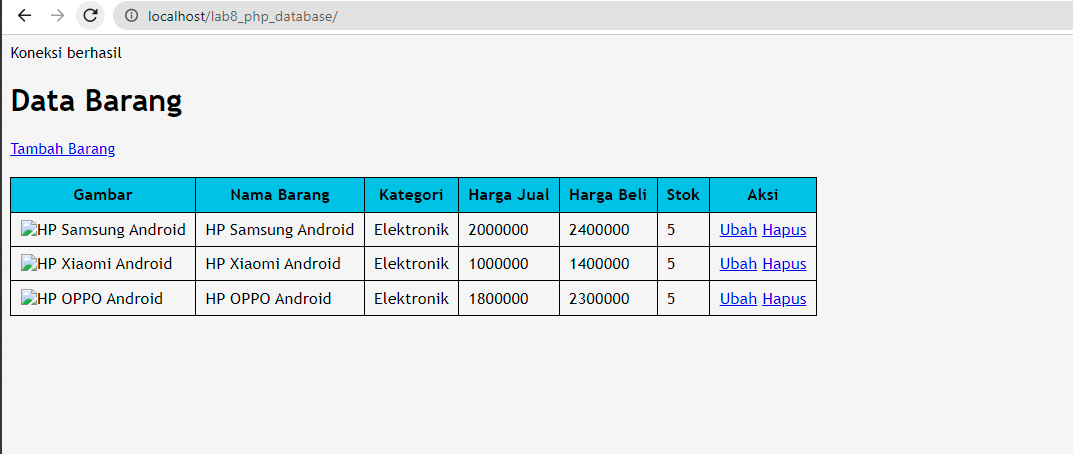 localhost/lab8_php_database/
Koneksi berhasil
Data Barang
Tambah Barang
Gambar Nama Barang Kategori Harga Jual Harga Beli Stok Aksi
HP Samsung Android HP Samsung Android Elektronik 2000000 2400000 5 Ubah Hapus
HP Xiaomi Android HP Xiaomi Android Elektronik 1000000 1400000 5 Ubah Hapus
HP OPPO Android HP OPPO Android Elektronik 1800000 2300000 5 Ubah Hapus